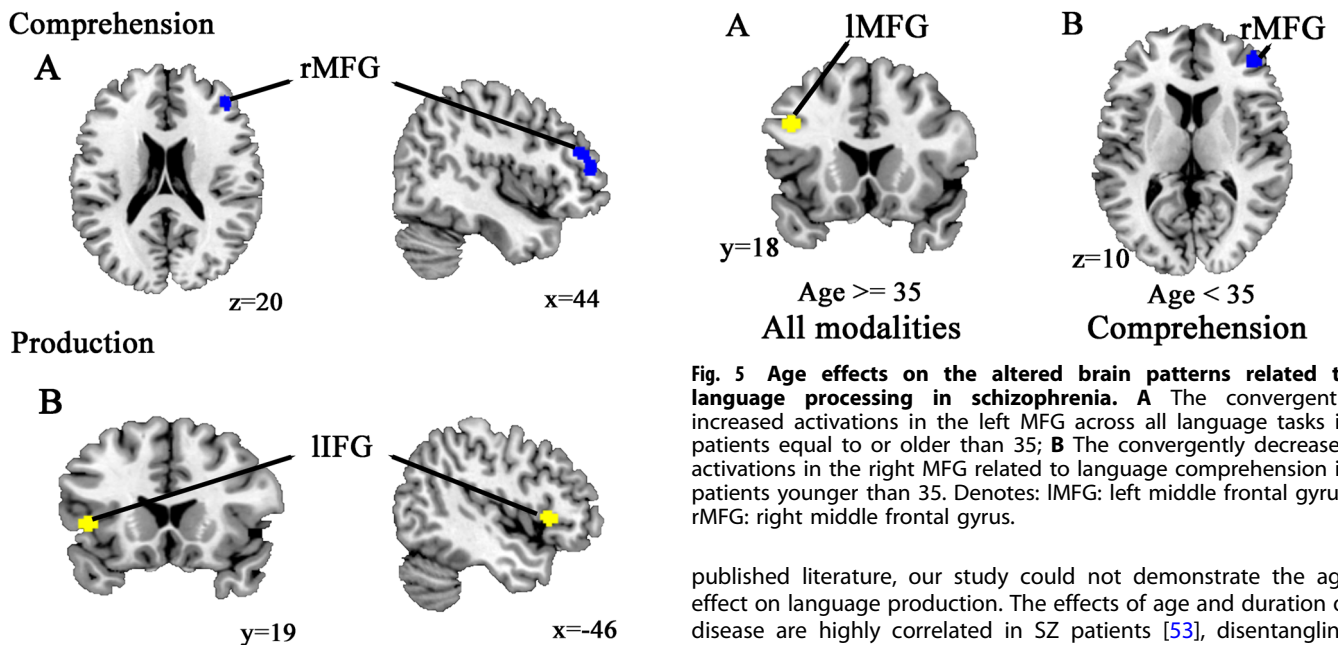 Comprehension
A
rMFG
z=20
x=44
Production
B
lIFG
y=19
x=-46
A
lMFG
y=18
Age >= 35
All modalities
B
rMFG
z=10
Age < 35
Comprehension
Fig. 5 Age effects on the altered brain patterns related t
language processing in schizophrenia. A The convergent
increased activations in the left MFG across all language tasks i
patients equal to or older than 35; B The convergently decrease
activations in the right MFG related to language comprehension i
patients younger than 35. Denotes: lMFG: left middle frontal gyru
rMFG: right middle frontal gyrus.
published literature, our study could not demonstrate the ag
effect on language production. The effects of age and duration o
disease are highly correlated in SZ patients [53], disentanglin